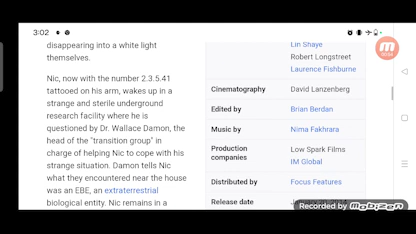 3:02
disappearing into a white light
themselves.
Nic, now with the number 2.3.5.41
tattooed on his arm, wakes up in a
strange and sterile underground
research facility where he is
questioned by Dr. Wallace Damon, the
head of the "transition group" in
charge of helping Nic to cope with his
strange situation. Damon tells Nic
what they encountered near the house
was an EBE, an extraterrestrial
biological entity. Nic remains in a
Lin Shaye
Robert Longstreet
Laurence Fishburne
Cinematography David Lanzenberg
Edited by Brian Berdan
Music by Nima Fakhrara
Production Low Spark Films
companies IM Global
Distributed by Focus Features
Release date
Recorded by Mobizen